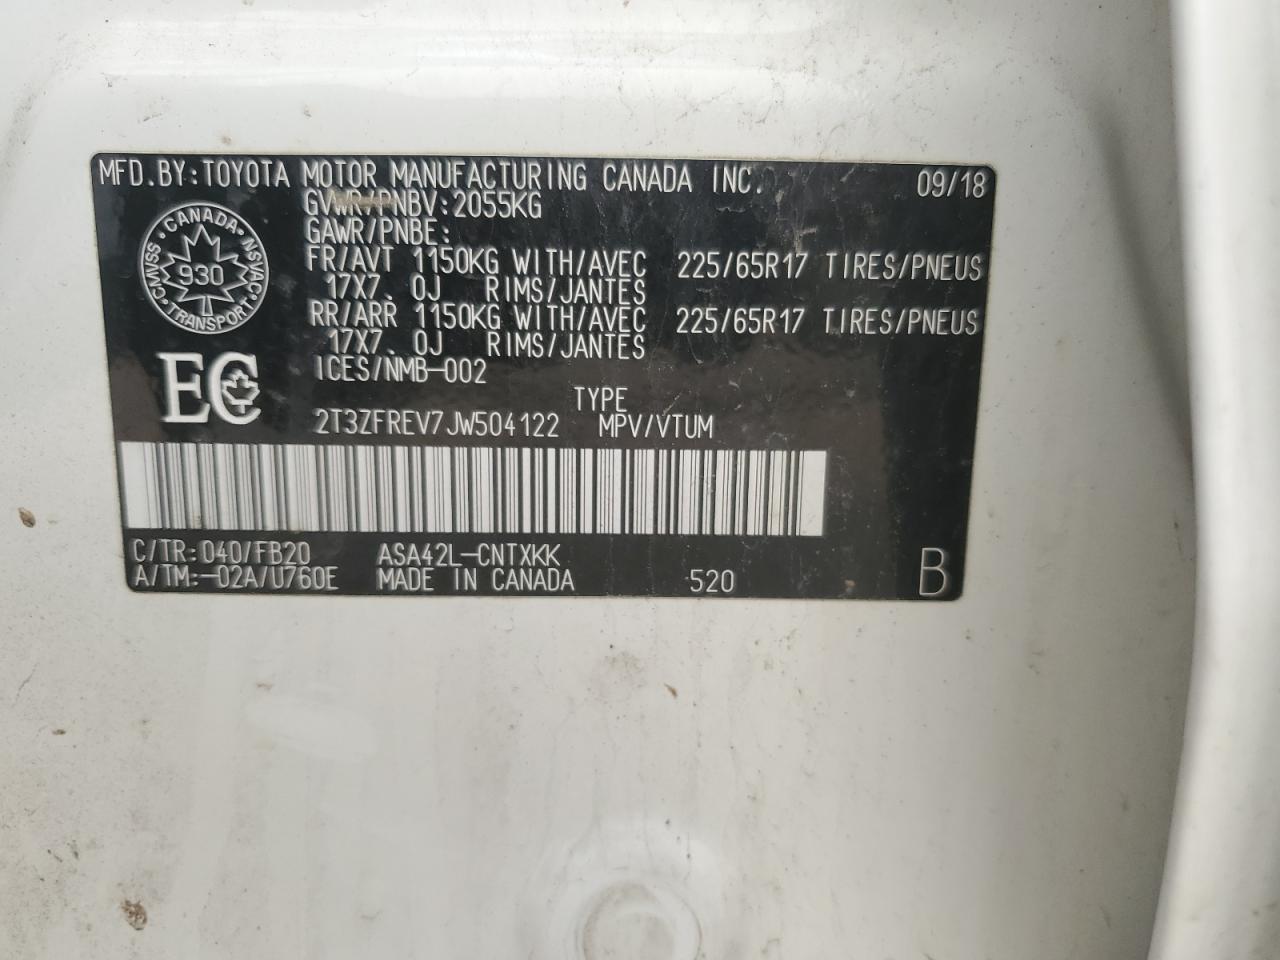 MFD.BY:TOYOTA MOTOR MANUFACTURING CANADA INC. 09/18
GVWR/PNBV:2055KG
GAWR/PNBE:
FR/AVT 1150KG WITH/AVEC 225/65R17 TIRES/PNEUS
17X7.0J RIMS/JANTES
RR/ARR 1150KG WITH/AVEC 225/65R17 TIRES/PNEUS
17X7.0J RIMS/JANTES
ICES/NMB-002
CANADA · NSVAC · TRANSPORT · CMVSS
930
EC
TYPE
2T3ZFREV7JW504122 MPV/VTUM
C/TR:040/FB20 ASA42L-CNTXKK
A/TM:-02A/U760E MADE IN CANADA 520 B